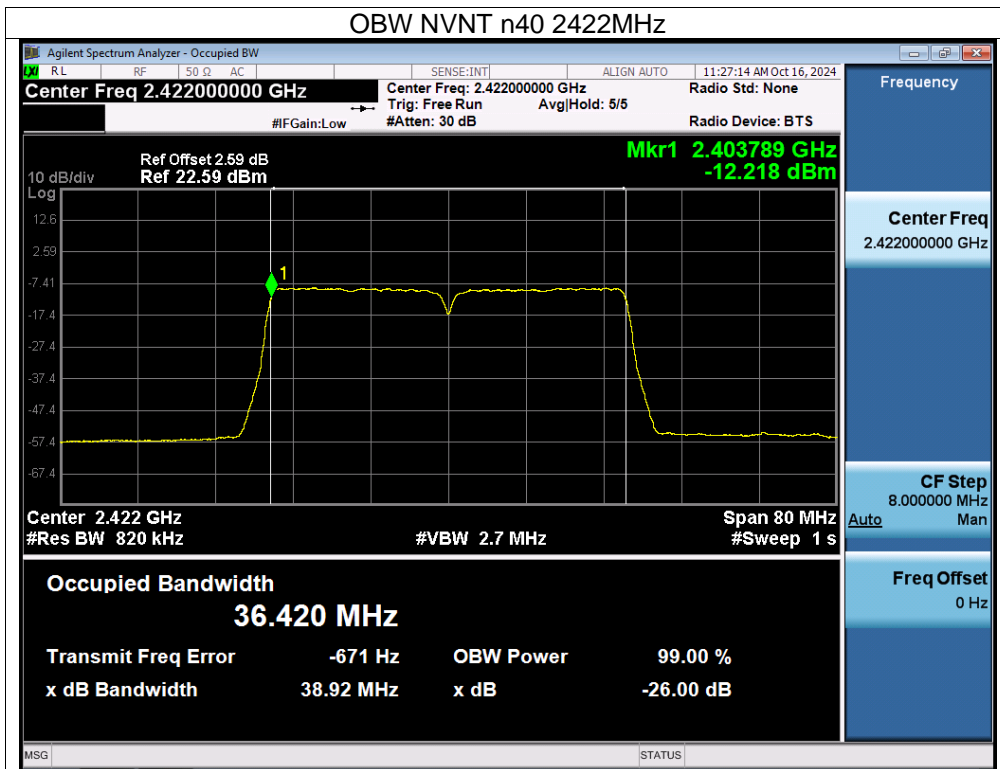 OBW NVNT n40 2422MHz
Agilent Spectrum Analyzer - Occupied BW
LXI RL RF 50 Ω AC SENSE:INT ALIGN AUTO 11:27:14 AM Oct 16, 2024
Center Freq 2.422000000 GHz Center Freq: 2.422000000 GHz Radio Std: None
Trig: Free Run Avg|Hold: 5/5
#IFGain:Low #Atten: 30 dB Radio Device: BTS
Frequency
Mkr1 2.403789 GHz
-12.218 dBm
Ref Offset 2.59 dB
10 dB/div Ref 22.59 dBm
Log
12.6
2.59
-7.41
-17.4
-27.4
-37.4
-47.4
-57.4
-67.4
1
Center 2.422 GHz Span 80 MHz
#Res BW 820 kHz #VBW 2.7 MHz #Sweep 1 s
Center Freq
2.422000000 GHz
CF Step
8.000000 MHz
Auto Man
Freq Offset
0 Hz
Occupied Bandwidth
36.420 MHz
Transmit Freq Error -671 Hz OBW Power 99.00 %
x dB Bandwidth 38.92 MHz x dB -26.00 dB
MSG STATUS